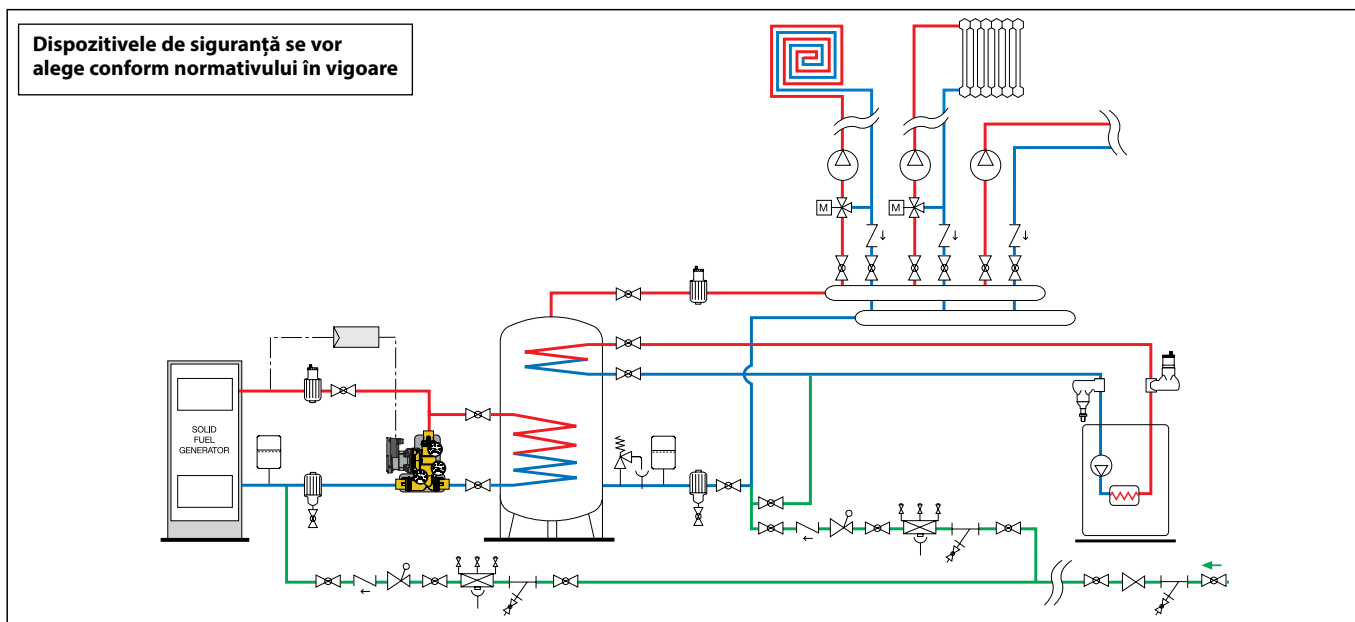 Dispozitivele de siguranță se vor
alege conform normativului în vigoare
M
M
SOLID
FUEL
GENERATOR